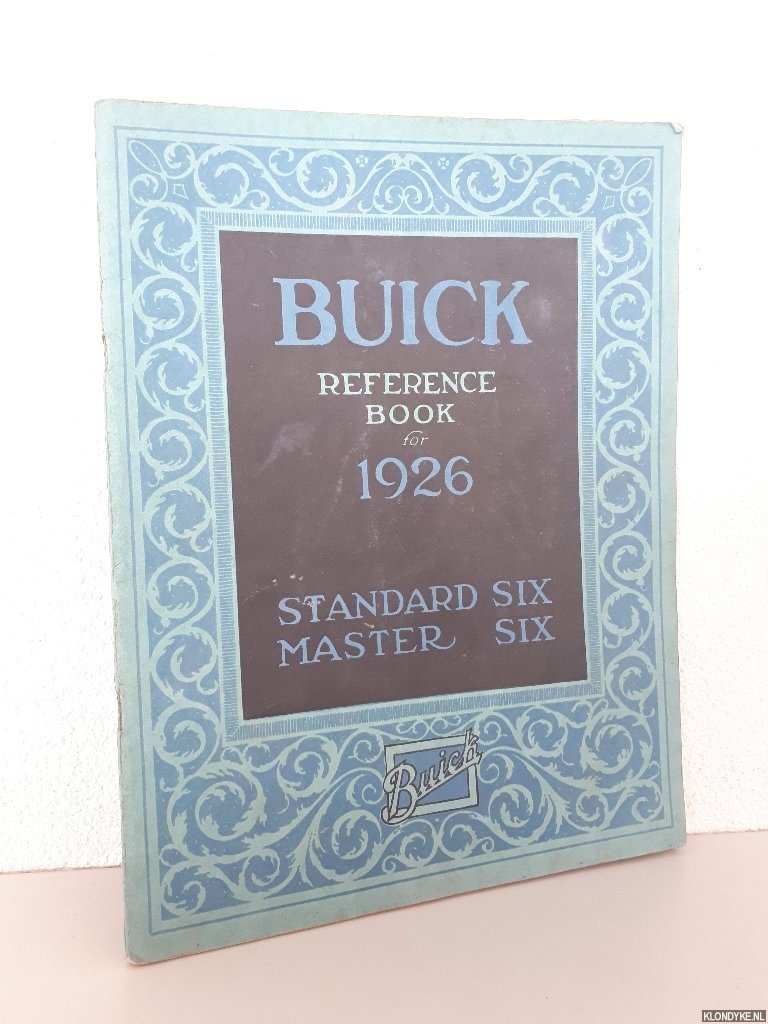 BUICK
REFERENCE
BOOK
for
1926
STANDARD SIX
MASTER SIX
Buick
KLONDYKE.NL